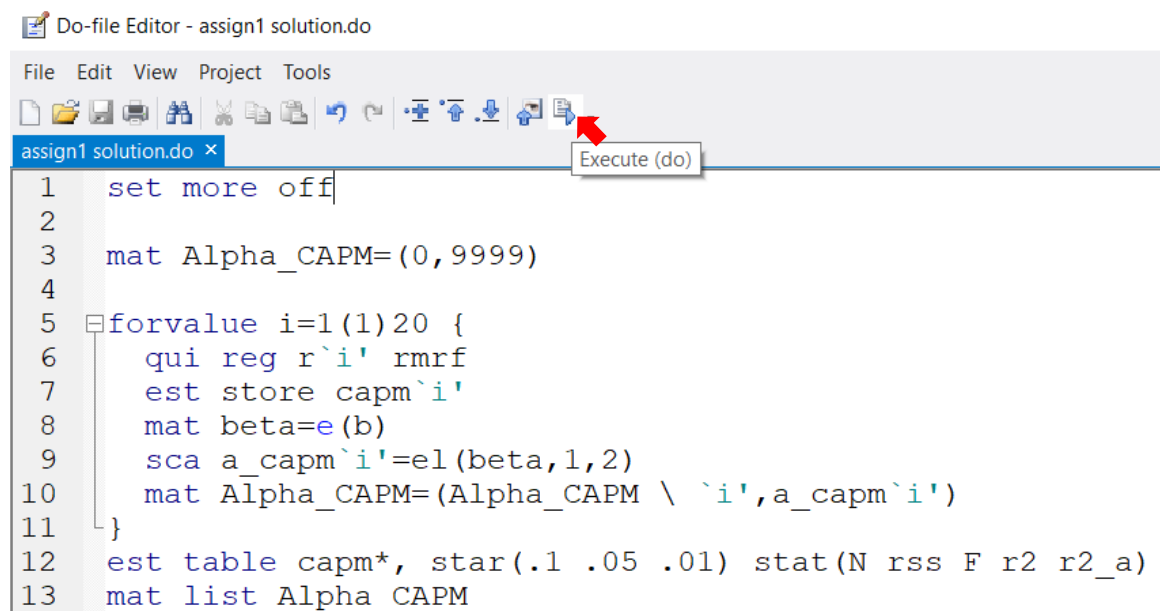 Do-file Editor - assign1 solution.do
File Edit View Project Tools
assign1 solution.do ×
Execute (do)
1 set more off
2
3 mat Alpha_CAPM=(0,9999)
4
5 forvalue i=1(1)20 {
6 qui reg r`i' rmrf
7 est store capm`i'
8 mat beta=e(b)
9 sca a_capm`i'=el(beta,1,2)
10 mat Alpha_CAPM=(Alpha_CAPM \ `i',a_capm`i')
11 }
12 est table capm*, star(.1 .05 .01) stat(N rss F r2 r2_a)
13 mat list Alpha_CAPM